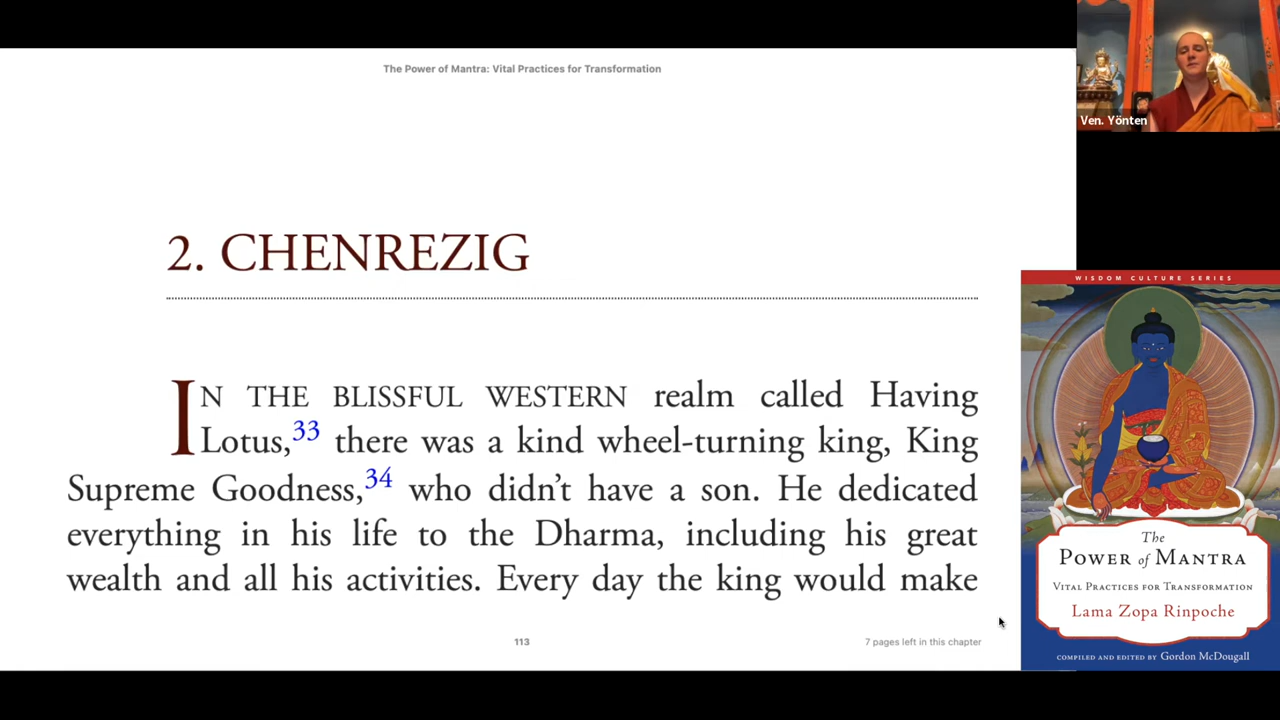 The Power of Mantra: Vital Practices for Transformation
Ven. Yönten
2. CHENREZIG
IN THE BLISSFUL WESTERN realm called Having
Lotus,33 there was a kind wheel-turning king, King
Supreme Goodness,34 who didn't have a son. He dedicated
everything in his life to the Dharma, including his great
wealth and all his activities. Every day the king would make
113
7 pages left in this chapter
WISDOM CULTURE SERIES
The
POWER of MANTRA
VITAL PRACTICES FOR TRANSFORMATION
Lama Zopa Rinpoche
COMPILED AND EDITED BY Gordon McDougall